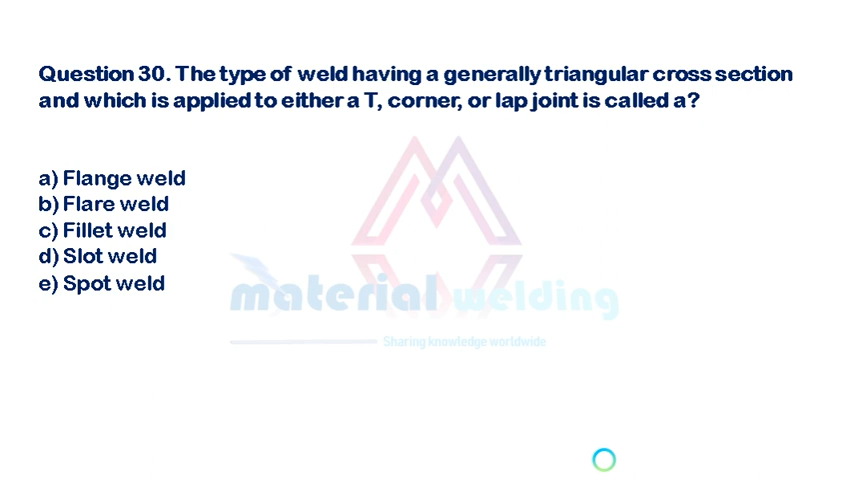 Question 30. The type of weld having a generally triangular cross section
and which is applied to either a T, corner, or lap joint is called a?
a) Flange weld
b) Flare weld
c) Fillet weld
d) Slot weld
e) Spot weld
material welding
Sharing knowledge worldwide